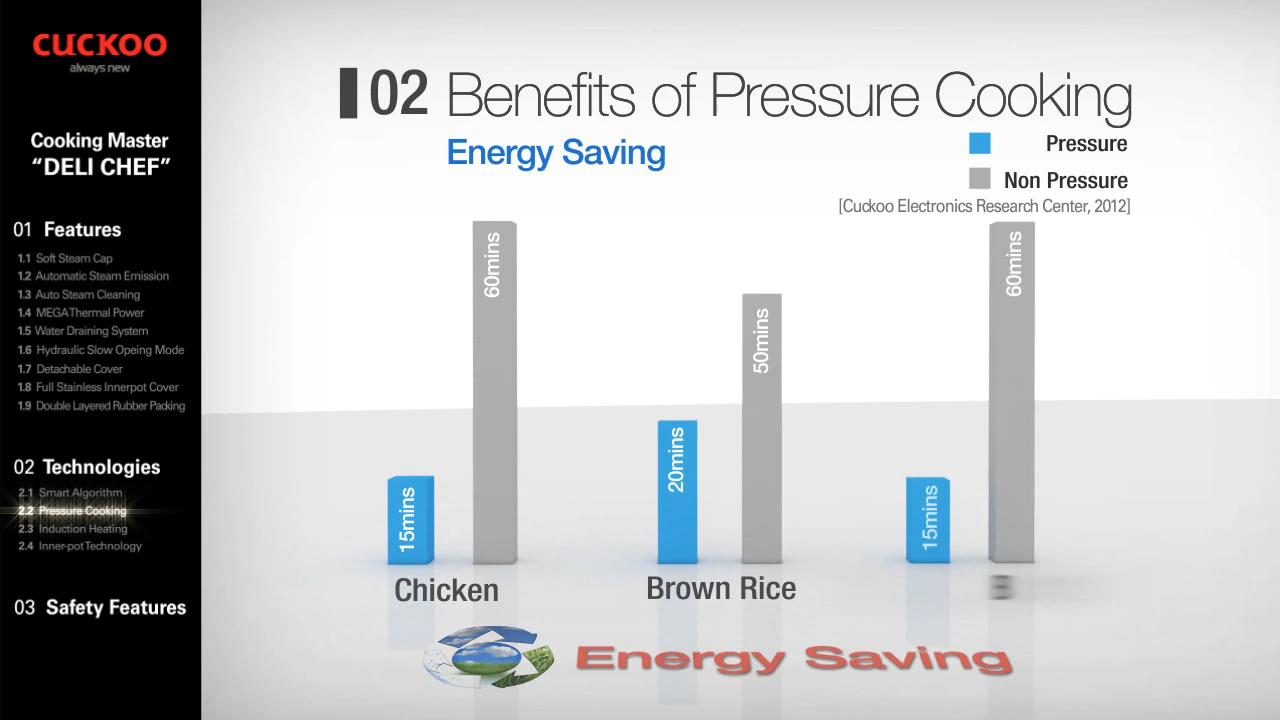 CUCKOO
always new
Cooking Master
“DELI CHEF”
01 Features
1.1 Soft Steam Cap
1.2 Automatic Steam Emission
1.3 Auto Steam Cleaning
1.4 MEGA Thermal Power
1.5 Water Draining System
1.6 Hydraulic Slow Opeing Mode
1.7 Detachable Cover
1.8 Full Stainless Innerpot Cover
1.9 Double Layered Rubber Packing
02 Technologies
2.1 Smart Algorithm
2.2 Pressure Cooking
2.3 Induction Heating
2.4 Inner-pot Technology
03 Safety Features
02 Benefits of Pressure Cooking
Energy Saving
Pressure
Non Pressure
[Cuckoo Electronics Research Center, 2012]
15mins
60mins
20mins
50mins
15mins
60mins
Chicken
Brown Rice
Energy Saving